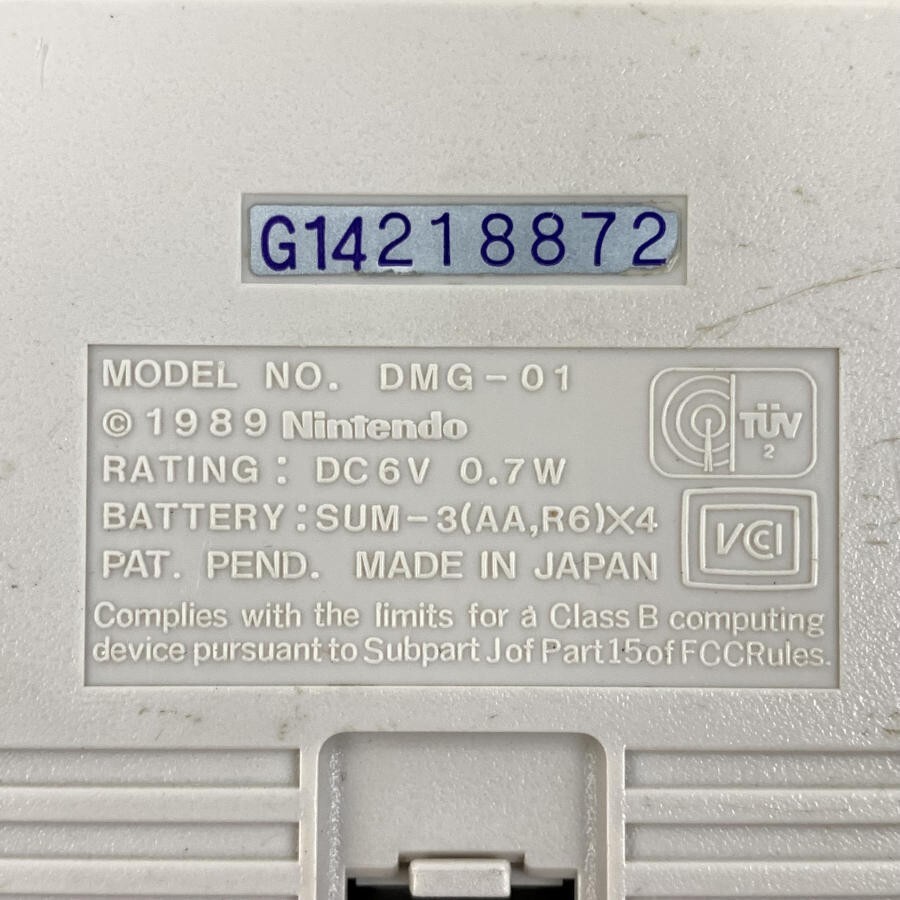 G14218872
MODEL NO. DMG-01
© 1989 Nintendo
RATING: DC6V 0.7W
BATTERY:SUM-3(AA,R6)×4
PAT. PEND. MADE IN JAPAN
TÜV
2
VCI
Complies with the limits for a Class B computing
device pursuant to Subpart J of Part 15 of FCC Rules.